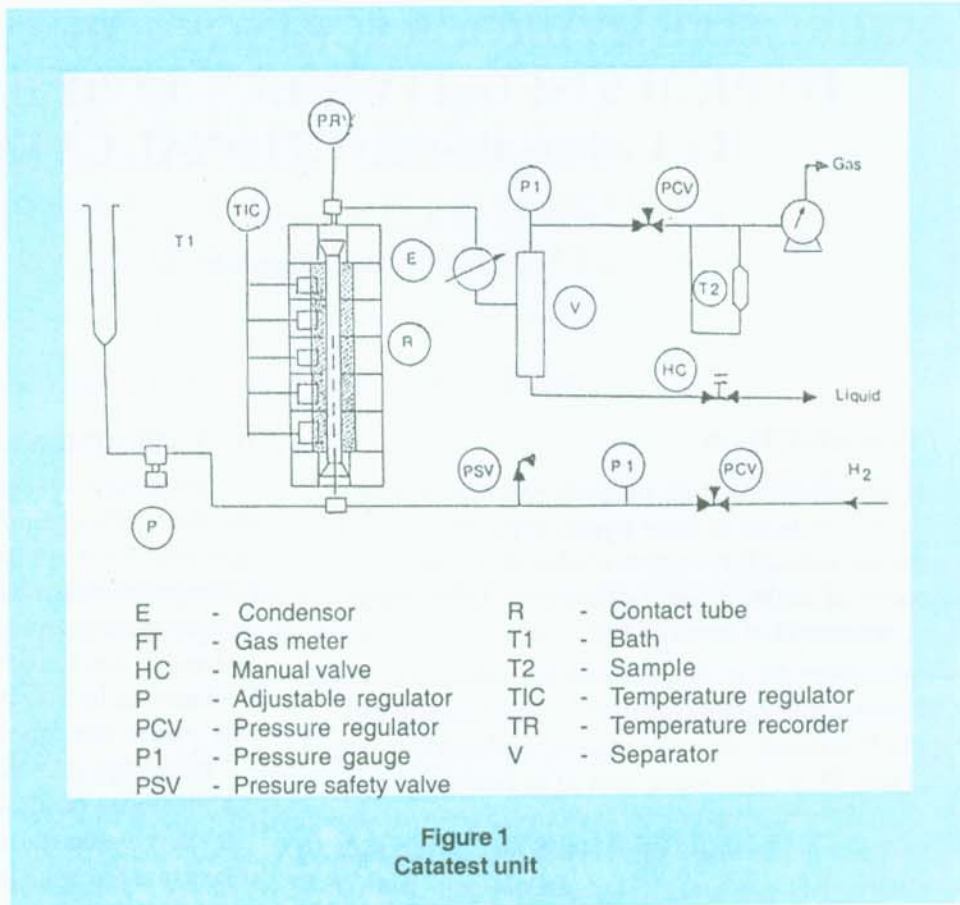 PRV
TIC
T1
E
P1
PCV
Gas
T2
V
R
HC
Liquid
PSV
P1
PCV
H2
P
E - Condensor
FT - Gas meter
HC - Manual valve
P - Adjustable regulator
PCV - Pressure regulator
P1 - Pressure gauge
PSV - Presure safety valve
R - Contact tube
T1 - Bath
T2 - Sample
TIC - Temperature regulator
TR - Temperature recorder
V - Separator
Figure 1
Catatest unit